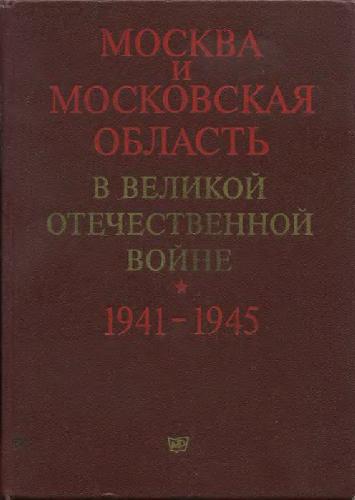 МОСКВА
И
МОСКОВСКАЯ
ОБЛАСТЬ
В ВЕЛИКОЙ
ОТЕЧЕСТВЕННОЙ
ВОЙНЕ
1941–1945